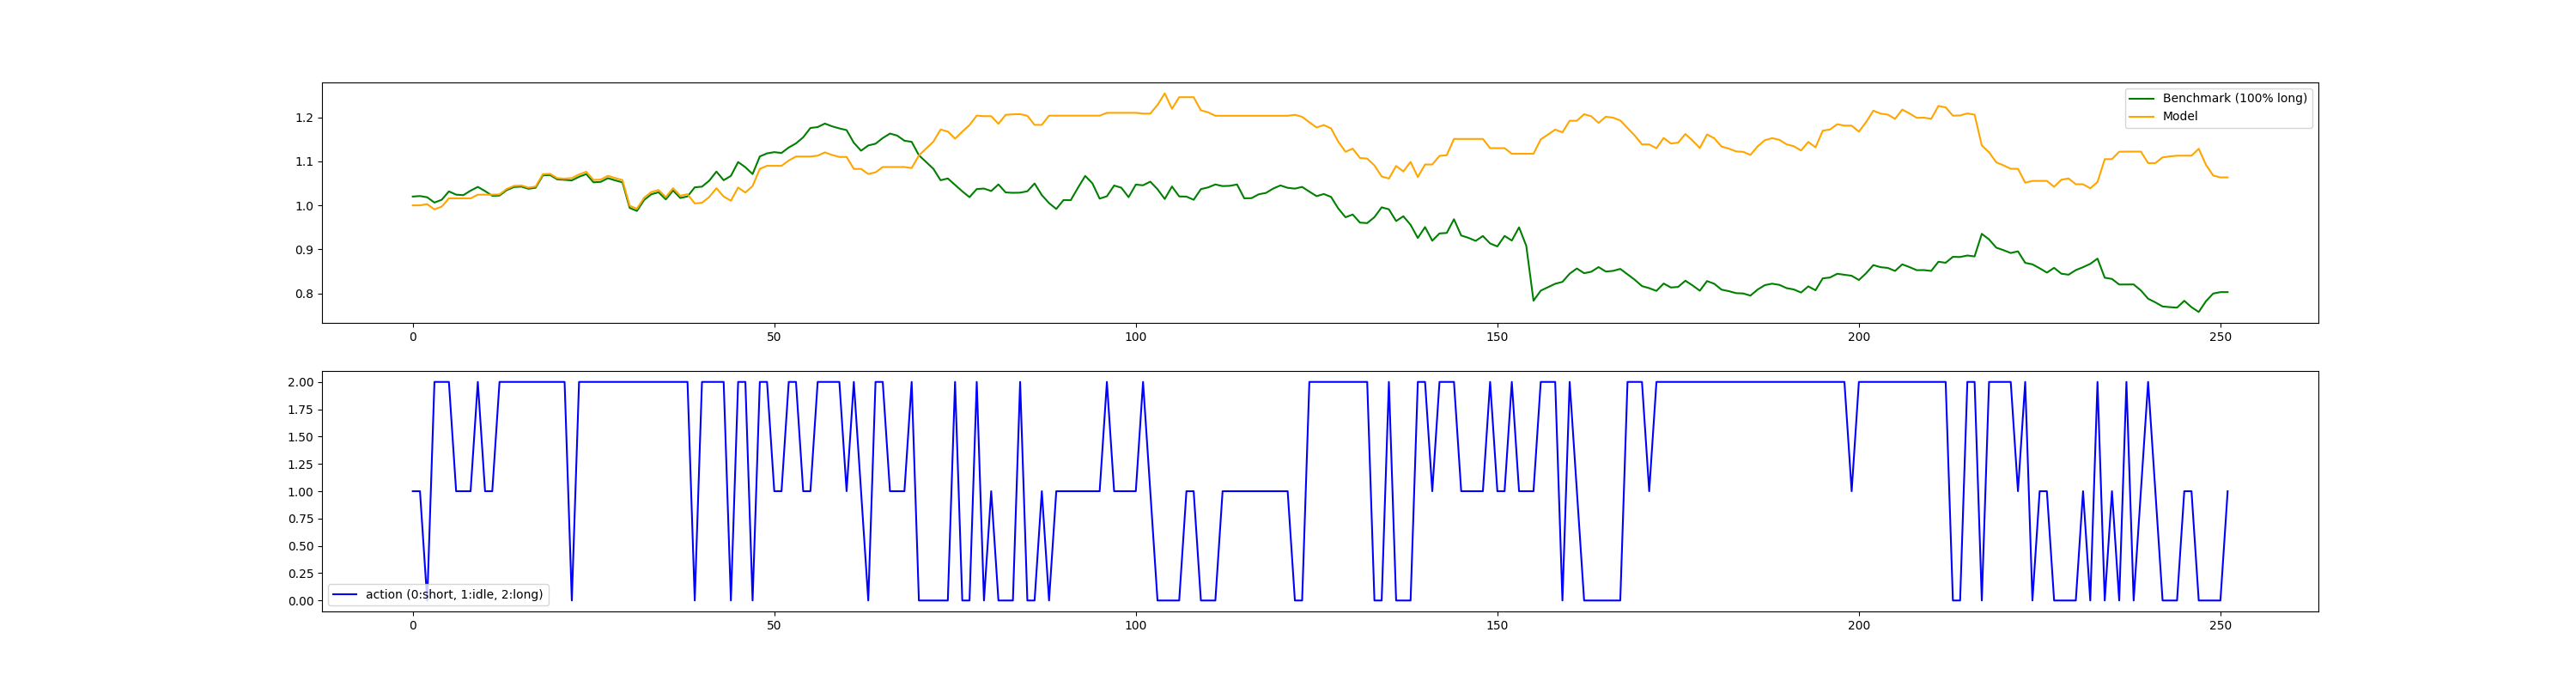 1.2
1.1
1.0
0.9
0.8
Benchmark (100% long)
Model
0 50 100 150 200 250
2.00
1.75
1.50
1.25
1.00
0.75
0.50
0.25
0.00
action (0:short, 1:idle, 2:long)
0 50 100 150 200 250